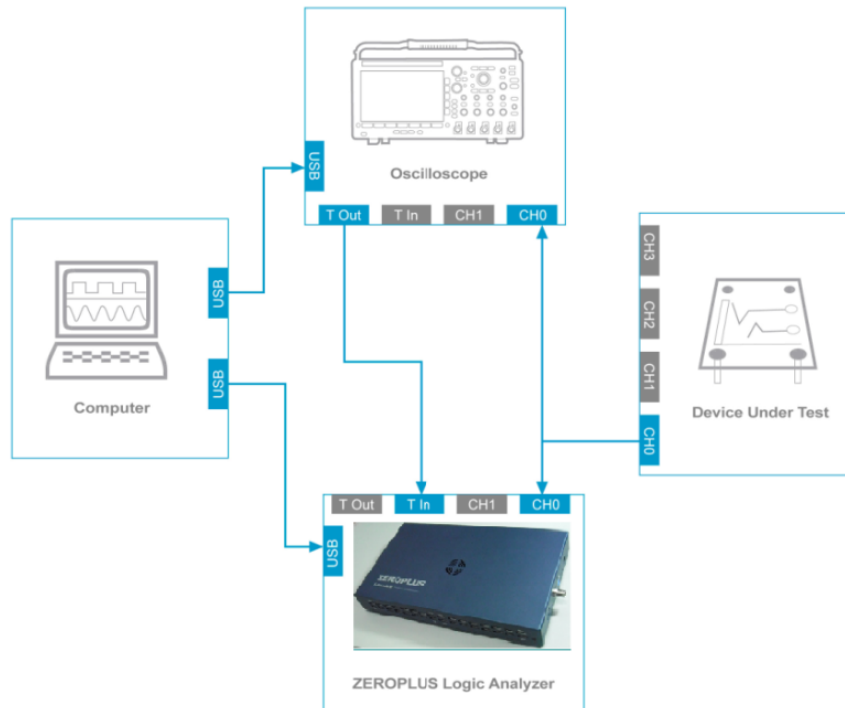 USB
Oscilloscope
T Out
T In
CH1
CH0
USB
USB
Computer
CH3
CH2
CH1
CH0
Device Under Test
T Out
T In
CH1
CH0
USB
ZEROPLUS
ZEROPLUS Logic Analyzer